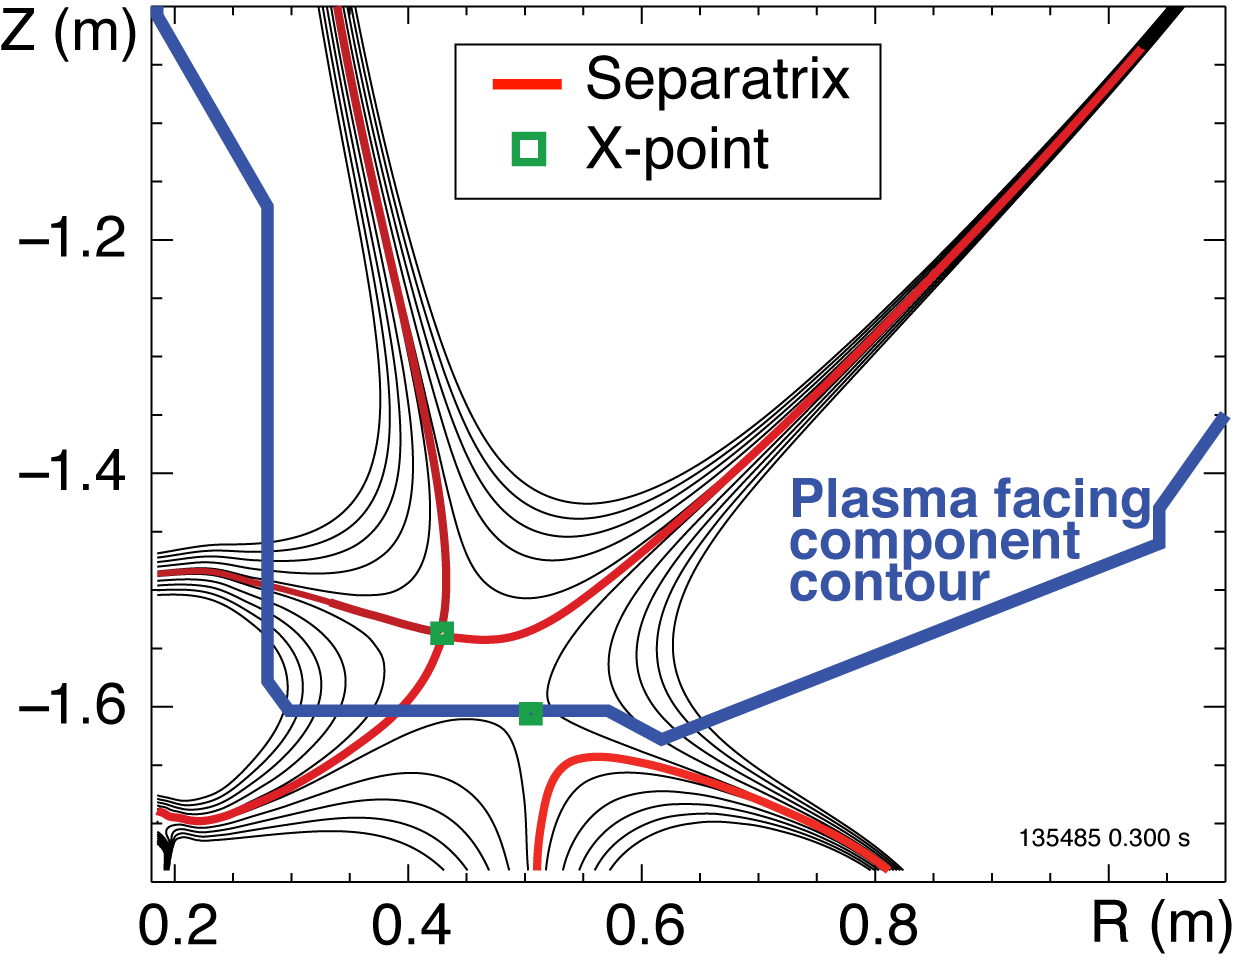 Z (m)
Separatrix
X-point
−1.2
−1.4
Plasma facing
component
contour
−1.6
135485 0.300 s
0.2 0.4 0.6 0.8 R (m)